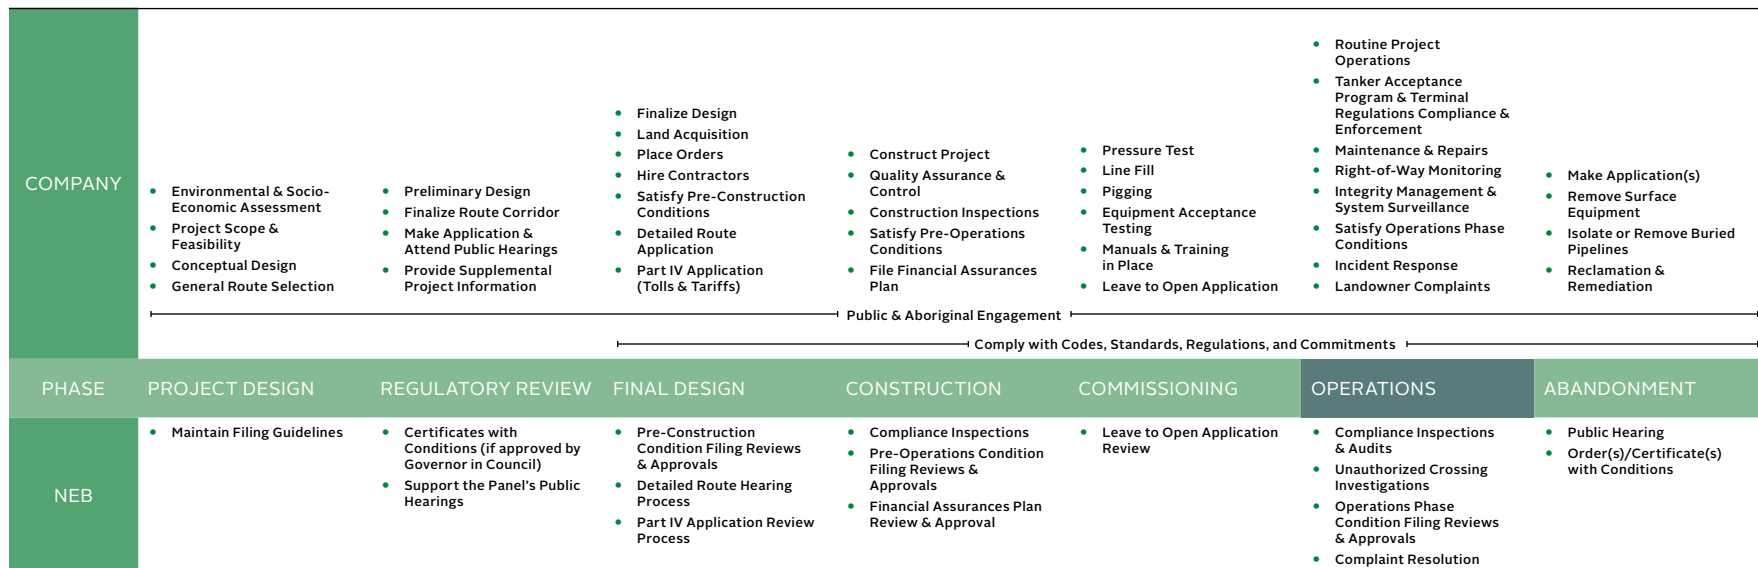 COMPANY
• Environmental & Socio-
Economic Assessment
• Project Scope &
Feasibility
• Conceptual Design
• General Route Selection
• Preliminary Design
• Finalize Route Corridor
• Make Application &
Attend Public Hearings
• Provide Supplemental
Project Information
• Finalize Design
• Land Acquisition
• Place Orders
• Hire Contractors
• Satisfy Pre-Construction
Conditions
• Detailed Route
Application
• Part IV Application
(Tolls & Tariffs)
• Construct Project
• Quality Assurance &
Control
• Construction Inspections
• Satisfy Pre-Operations
Conditions
• File Financial Assurances
Plan
• Pressure Test
• Line Fill
• Pigging
• Equipment Acceptance
Testing
• Manuals & Training
in Place
• Leave to Open Application
• Routine Project
Operations
• Tanker Acceptance
Program & Terminal
Regulations Compliance &
Enforcement
• Maintenance & Repairs
• Right-of-Way Monitoring
• Integrity Management &
System Surveillance
• Satisfy Operations Phase
Conditions
• Incident Response
• Landowner Complaints
• Make Application(s)
• Remove Surface
Equipment
• Isolate or Remove Buried
Pipelines
• Reclamation &
Remediation
Public & Aboriginal Engagement
Comply with Codes, Standards, Regulations, and Commitments
PHASE
PROJECT DESIGN
REGULATORY REVIEW
FINAL DESIGN
CONSTRUCTION
COMMISSIONING
OPERATIONS
ABANDONMENT
NEB
• Maintain Filing Guidelines
• Certificates with
Conditions (if approved by
Governor in Council)
• Support the Panel's Public
Hearings
• Pre-Construction
Condition Filing Reviews
& Approvals
• Detailed Route Hearing
Process
• Part IV Application Review
Process
• Compliance Inspections
• Pre-Operations Condition
Filing Reviews &
Approvals
• Financial Assurances Plan
Review & Approval
• Leave to Open Application
Review
• Compliance Inspections
& Audits
• Unauthorized Crossing
Investigations
• Operations Phase
Condition Filing Reviews
& Approvals
• Complaint Resolution
• Public Hearing
• Order(s)/Certificate(s)
with Conditions